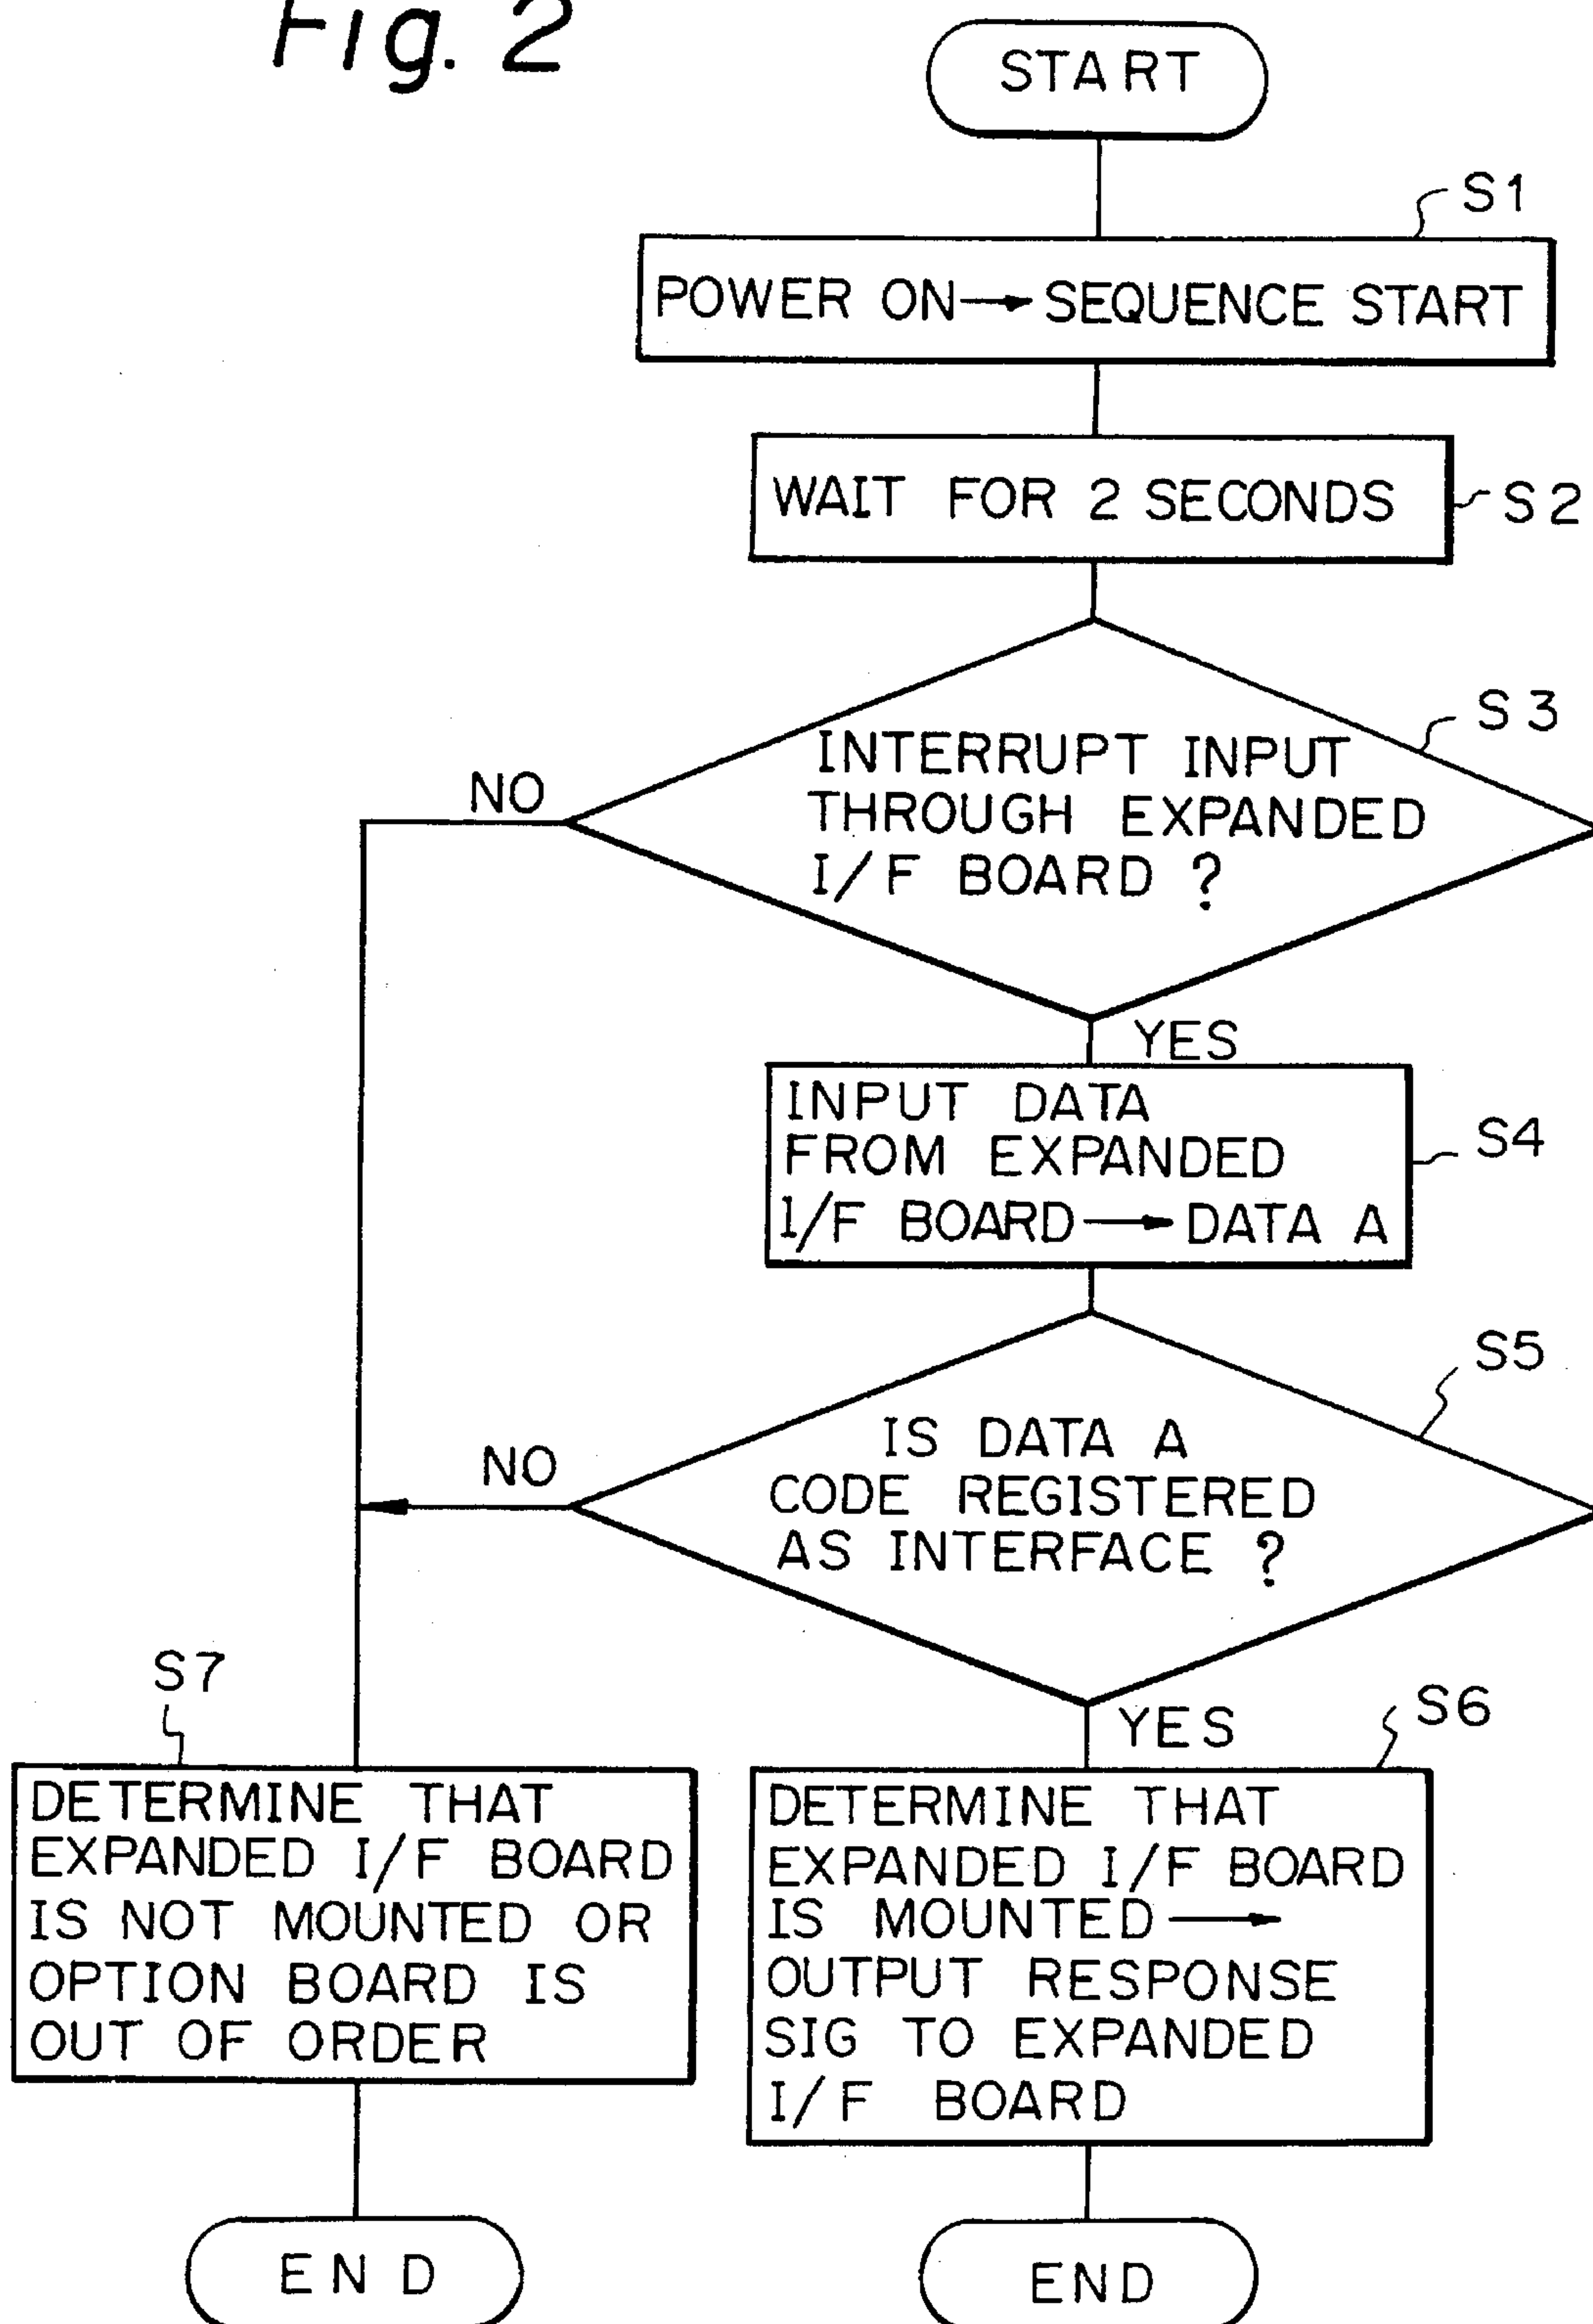 Fig. 2
START
S1
POWER ON→SEQUENCE START
WAIT FOR 2 SECONDS
S2
S3
INTERRUPT INPUT
THROUGH EXPANDED
I/F BOARD ?
NO
YES
INPUT DATA
FROM EXPANDED
I/F BOARD→DATA A
S4
S5
IS DATA A
CODE REGISTERED
AS INTERFACE ?
NO
YES
S7
DETERMINE THAT
EXPANDED I/F BOARD
IS NOT MOUNTED OR
OPTION BOARD IS
OUT OF ORDER
END
S6
DETERMINE THAT
EXPANDED I/F BOARD
IS MOUNTED→
OUTPUT RESPONSE
SIG TO EXPANDED
I/F BOARD
END